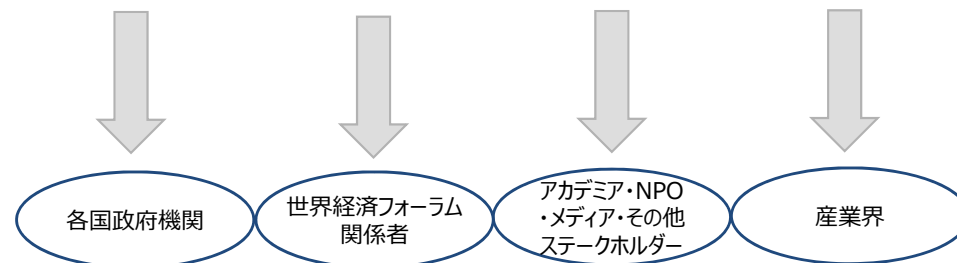 各国政府機関
世界経済フォーラム
関係者
アカデミア・NPO
・メディア・その他
ステークホルダー
産業界